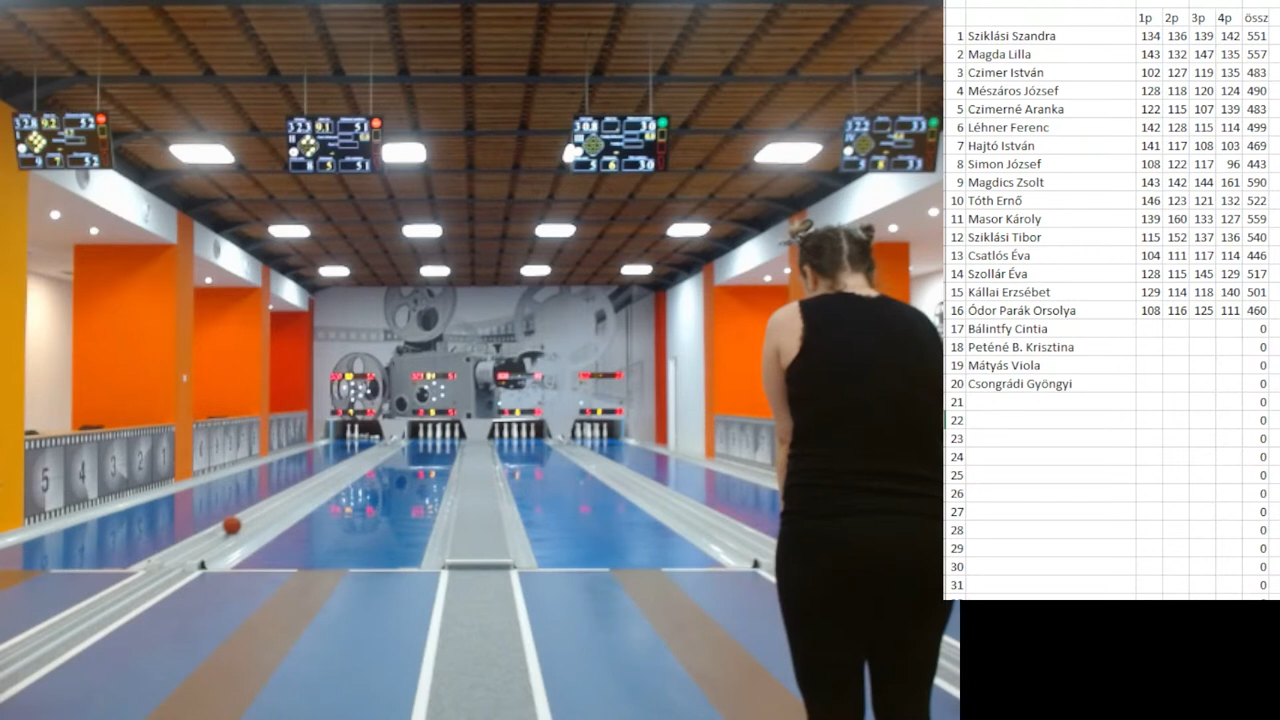 1p 2p 3p 4p össz
1 Sziklási Szandra 134 136 139 142 551
2 Magda Lilla 143 132 147 135 557
3 Czimer István 102 127 119 135 483
4 Mészáros József 128 118 120 124 490
5 Czimerné Aranka 122 115 107 139 483
6 Léhner Ferenc 142 128 115 114 499
7 Hajtó István 141 117 108 103 469
8 Simon József 108 122 117 96 443
9 Magdics Zsolt 143 142 144 161 590
10 Tóth Ernő 146 123 121 132 522
11 Masor Károly 139 160 133 127 559
12 Sziklási Tibor 115 152 137 136 540
13 Csatlós Éva 104 111 117 114 446
14 Szollár Éva 128 115 145 129 517
15 Kállai Erzsébet 129 114 118 140 501
16 Ódor Parák Orsolya 108 116 125 111 460
17 Bálintfy Cintia 0
18 Peténé B. Krisztina 0
19 Mátyás Viola 0
20 Csongrádi Gyöngyi 0
21 0
22 0
23 0
24 0
25 0
26 0
27 0
28 0
29 0
30 0
31 0
5 4 3 2 1